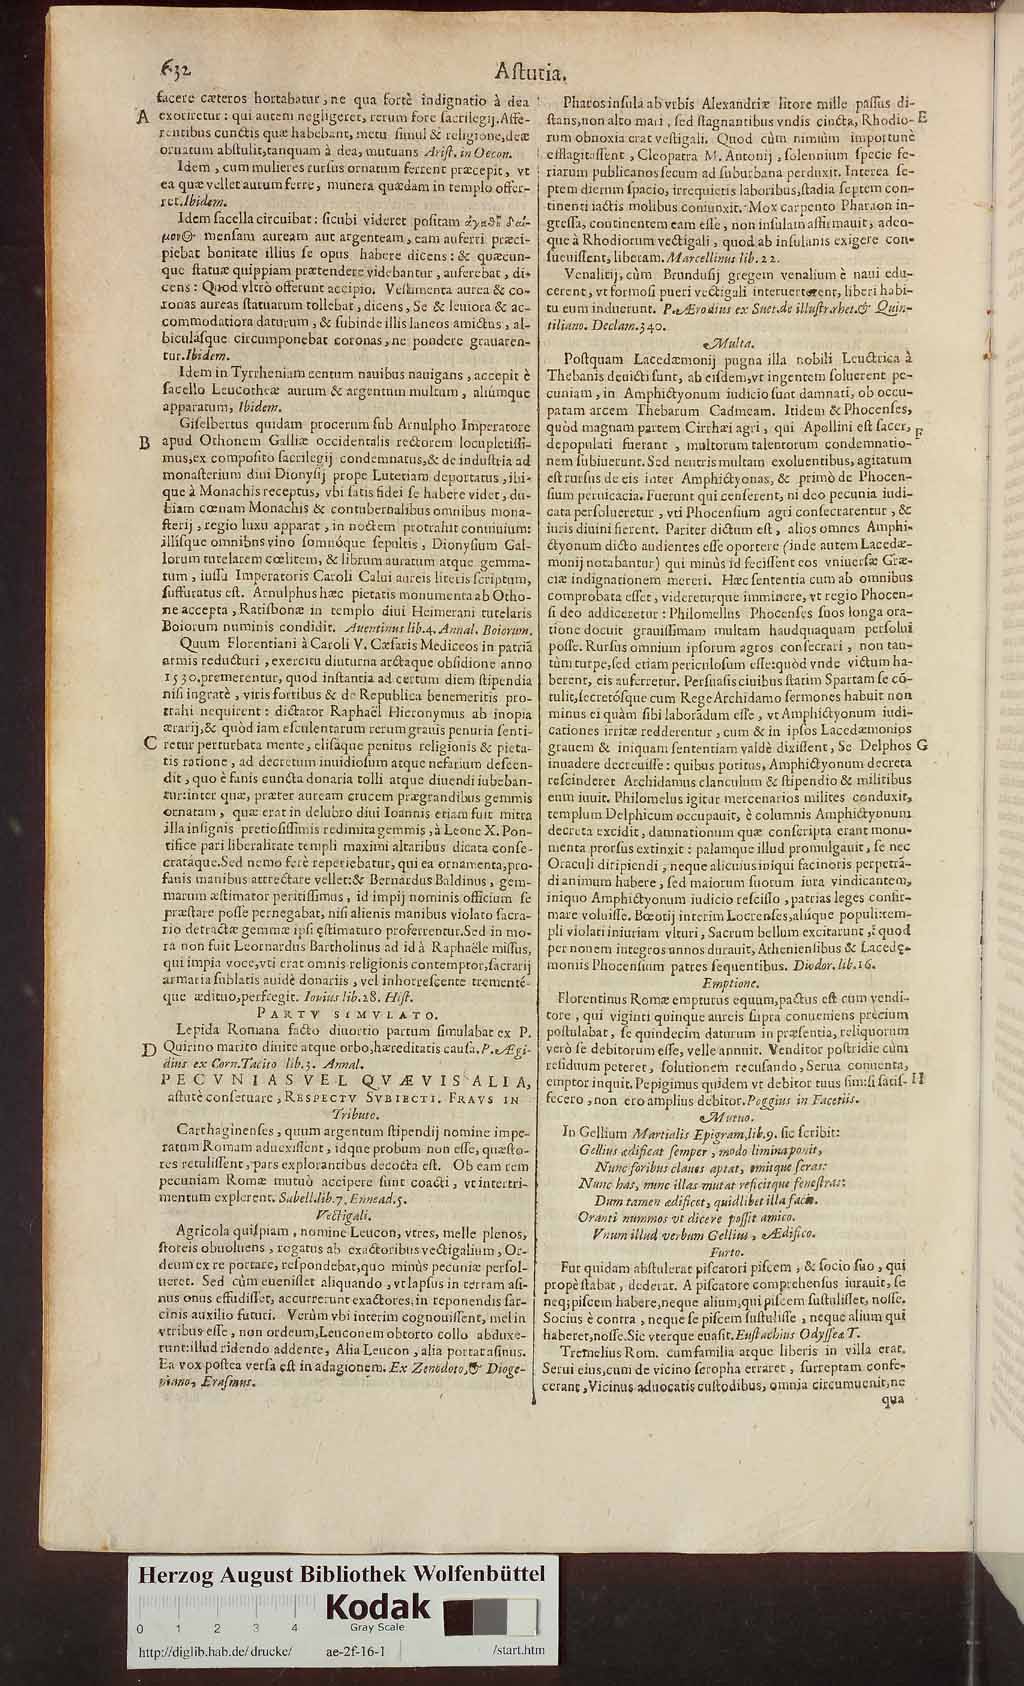 632
Aſtutia.
facere cæteros hortabatur, ne qua fortè indignatio à dea
A exoriretur: qui autem negligeret, rerum fore ſacrilegij. Affe-
rentibus cunctis quæ habebant, metu ſimul & religione, deæ
ornatum abſtulit, tanquam à dea, mutuans Ariſt. in Oecon.
Idem, cum mulieres rurſus ornatum ferrent præcepit, vt
ea quæ vellet aurum ferre, munera quædam in templo offer-
ret. Ibidem.
Idem ſacella circuibat: ſicubi videret poſitam ἀγαθοῦ δαί-
μονος menſam auream aut argenteam, eam auferri præci-
piebat bonitate illius ſe opus habere dicens: & quæcun-
que ſtatuæ quippiam prætendere videbantur, auferebat, di-
cens: Quod vltrò offerunt accipio. Veſtimenta aurea & co-
ronas aureas ſtatuarum tollebat, dicens, Se & leuiora & ac-
commodatiora daturum, & ſubinde illis laneos amictus, al-
biculáſque circumponebat coronas, ne pondere grauaren-
tur. Ibidem.
Idem in Tyrrheniam centum nauibus nauigans, accepit è
ſacello Leucotheæ aurum & argentum multum, aliúmque
apparatum, Ibidem.
Giſelbertus quidam procerum ſub Arnulpho Imperatore
B apud Othonem Galliæ occidentalis rectorem locupletiſſi-
mus, ex compoſito ſacrilegij condemnatus, & de induſtria ad
monaſterium diui Dionyſij prope Lutetiam deportatus, ibi-
que à Monachis receptus, vbi ſatis fidei ſe habere videt, du-
biam cœnam Monachis & contubernalibus omnibus mona-
ſterij, regio luxu apparat, in noctem protrahit conuiuium:
illiſque omnibns vino ſomnóque ſepultis, Dionyſium Gal-
lorum tutelarem cœlitem, & librum auratum atque gemma-
tum, iuſſu Imperatoris Caroli Calui aureis literis ſcriptum,
ſuffuratus eſt. Arnulphus hæc pietatis monumenta ab Otho-
ne accepta, Ratiſbonæ in templo diui Heimerani tutelaris
Boiorum numinis condidit. Auentinus lib. 4. Annal. Boiorum.
Quum Florentiani à Carolo V. Cæſaris Mediceos in patriã
armis reducturi, exercitu diuturna arctaque obſidione anno
1530. premerentur, quod inſtantia ad certum diem ſtipendia
niſi ingratè, viris fortibus & de Republica benemeritis pro-
trahi nequirent: dictator Raphaël Hieronymus ab inopia
ærarij, & quòd iam eſculentarum rerum grauis penuria ſenti-
C retur perturbata mente, eliſaque penitus religionis & pieta-
tis ratione, ad decretum inuidioſum atque nefarium deſcen-
dit, quo è fanis cuncta donaria tolli atque diuendi iubeban-
tur: inter quæ, præter auream crucem prægrandibus gemmis
ornatam, quæ erat in delubro diui Ioannis etiam fuit mitra
illa inſignis pretioſiſſimis redimita gemmis, à Leone X. Pon-
tifice pari liberalitate templi maximi altaribus dicata conſe-
cratáque. Sed nemo ferè reperiebatur, qui ea ornamenta, pro-
fanis manibus attrectare vellet: & Bernardus Baldinus, gem-
marum æſtimator peritiſſimus, id impij nominis officium ſe
præſtare poſſe pernegabat, niſi alienis manibus violato ſacra-
rio detractæ gemmæ ipſi ęſtimaturo proferrentur. Sed in mo-
ra non fuit Leornardus Bartholinus ad id à Raphaële miſſus,
qui impia voce, vti erat omnis religionis contemptor, ſacrarij
armaria ſublatis auidè donariis, vel inhorreſcente trementé-
que ædituo, perfregit. Iouius lib. 28. Hiſt.
PARTV SIMVLATO.
Lepida Romana facto diuortio partum ſimulabat ex P.
D Quirino marito diuite atque orbo, hæreditatis cauſa. P. Ægi-
dius ex Corn. Tacito lib. 3. Annal.
PECVNIAS VEL QVÆVIS ALIA,
aſtutè conſeruare, RESPECTV SVBIECTI. FRAVS IN
Tributo.
Carthaginenſes, quum argentum ſtipendij nomine impe-
ratum Romam aduexiſſent, idque probum non eſſe, quæſto-
res retuliſſent, pars explorantibus decocta eſt. Ob eam rem
pecuniam Romæ mutuò accipere ſunt coacti, vt intertri-
mentum explerent. Sabell. lib. 7. Ennead. 5.
Vectigali.
Agricola quiſpiam, nomine Leucon, vtres, melle plenos,
ſtoreis obuoluens, rogatus ab exactoribus vectigalium, Or-
deum ex re portare, reſpondebat, quo minùs pecuniæ perſol-
ueret. Sed cùm eueniſſet aliquando, vt lapſus in terram aſi-
nus onus effudiſſet, accurrerunt exactores, in reponendis ſar-
cinis auxilio futuri. Verùm vbi interim cognouiſſent, mel in
vtribus eſſe, non ordeum, Leuconem obtorto collo abduxe-
runt: illud ridendo addente, Alia Leucon, alia portat aſinus.
Ea vox poſtea verſa eſt in adagionem. Ex Zenodoto, & Dioge-
niano, Eraſmus.
Pharos inſula ab vrbis Alexandriæ litore mille paſſus di-
ſtans, non alto mari, ſed ſtagnantibus vndis cincta, Rhodio- E
rum obnoxia erat veſtigali. Quod cùm nimiùm importunè
efflagitaſſent, Cleopatra M. Antonij, ſolennium ſpecie fe-
riarum publicanos ſecum ad ſuburbana perduxit. Interea ſe-
ptem dierum ſpacio, irrequietis laboribus, ſtadia ſeptem con-
tinenti iactis molibus coniunxit. Mox carpento Pharaon in-
greſſa, continentem eam eſſe, non inſulam affirmauit, adeo-
que à Rhodiorum vectigali, quod ab inſulanis exigere con-
ſueuiſſent, liberam. Marcellinus lib. 22.
Venalitij, cùm Brunduſij gregem venalium è naui edu-
cerent, vt formoſi pueri vectigali interuerterent, liberi habi-
tu eum induerunt. P. Ærodius ex Suet. de illuſtr. rhet. & Quin-
tiliano. Declam. 340.
Multa.
Poſtquam Lacedæmonij pugna illa nobili Leuctrica à
Thebanis deuicti ſunt, ab eiſdem, vt ingentem ſoluerent pe-
cuniam, in Amphictyonum iudicio ſunt damnati, ob occu-
patam arcem Thebarum Cadmeam. Itidem & Phocenſes,
quòd magnam partem Cirrhæi agri, qui Apollini eſt ſacer, F
depopulati fuerant, multorum talentorum condemnatio-
nem ſubiuerunt. Sed neutris multam exoluentibus, agitatum
eſt rurſus de eis inter Amphictyonas, & primò de Phocen-
ſium peruicacia. Fuerunt qui cenſerent, ni deo pecunia iudi-
cata perſolueretur, vti Phocenſium agri conſecrarentur, &
iuris diuini fierent. Pariter dictum eſt, alios omnes Amphi-
ctyonum dicto audientes eſſe oportere (inde autem Lacedæ-
monij notabantur) qui minùs id feciſſent eos vniuerſæ Græ-
ciæ indignationem mereri. Hæc ſententia cum ab omnibus
comprobata eſſet, videreturque imminere, vt regio Phocen-
ſi deo addiceretur: Philomellus Phocenſes ſuos longa ora-
tione docuit grauiſſimam multam haudquaquam perſolui
poſſe. Rurſus omnium ipſorum agros conſecrari, non tan-
tùm turpe, ſed etiam periculoſum eſſe: quòd vnde victum ha-
berent, eis auferretur. Perſuaſis ciuibus ſtatim Spartam ſe cõ-
tulit, ſecretóſque cum Rege Archidamo ſermones habuit non
minus ei quàm ſibi laborãdum eſſe, vt Amphictyonum iudi-
cationes irritæ redderentur, cum & in ipſos Lacedæmonios
grauem & iniquam ſententiam valdè dixiſſent, Se Delphos G
inuadere decreuiſſe: quibus potitus, Amphictyonum decreta
reſcinderet Archidamus clanculum & ſtipendio & militibus
eum iuuit. Philomelus igitur mercenarios milites conduxit,
templum Delphicum occupauit, è columnis Amphictyonum
decreta excidit, damnationum quæ conſcripta erant monu-
menta prorſus extinxit: palamque illud promulgauit, ſe nec
Oraculi diripiendi, neque alicuius iniqui facinoris perpetrã-
di animum habere, ſed maiorum ſuorum iura vindicantem,
iniquo Amphictyonum iudicio reſciſſo, patrias leges confir-
mare voluiſſe. Bœotij interim Locrenſes, aliíque populi: tem-
pli violati iniuriam vlturi, Sacrum bellum excitarunt, quod
per nonem integros annos durauit, Athenienſibus & Lacedę-
moniis Phocenſium patres ſequentibus. Diodor. lib. 16.
Emptione.
Florentinus Romæ empturus equum, pactus eſt cum vendi-
tore, qui viginti quinque aureis ſupra conueniens precium
poſtulabat, ſe quindecim daturum in præſentia, reliquorum
verò ſe debitorum eſſe, velle annuit. Venditor poſtridie cùm
reſiduum peteret, ſolutionem recuſando, Serua conuenta,
emptor inquit. Pepigimus quidem vt debitor tuus ſim: ſi ſatiſ- H
fecero, non ero amplius debitor. Poggius in Facetiis.
Mutuo.
In Gellium Martialis Epigram. lib. 9. ſic ſcribit:
Gellius ædificat ſemper, modo limina ponit,
Nunc foribus claues aptat, emitque ſeras:
Nunc has, nunc illas mutat reficitque feneſtras:
Dum tamen ædificet, quidlibet illa facit.
Oranti nummos vt dicere poſſit amico.
Vnum illud verbum Gellius, Ædifico.
Furto.
Fur quidam abſtulerat piſcatori piſcem, & ſocio ſuo, qui
propè ſtabat, dederat. A piſcatore comprehenſus iurauit, ſe
neq; piſcem habere, neque alium, qui piſcem ſuſtuliſſet, noſſe.
Socius è contra, neque ſe piſcem ſuſtuliſſe, neque alium qui
haberet, noſſe. Sic vterque euaſit. Euſtachius Odyſſea T.
Tremelius Rom. cum familia atque liberis in villa erat.
Serui eius, cum de vicino ſcropha erraret, ſurreptam confe-
cerant, Vicinus aduocatis cuſtodibus, omnia circumuenit, ne
qua
Herzog August Bibliothek Wolfenbüttel
Kodak
Gray Scale
0 1 2 3 4
http://diglib.hab.de/drucke/ ae-2f-16-1 /start.htm